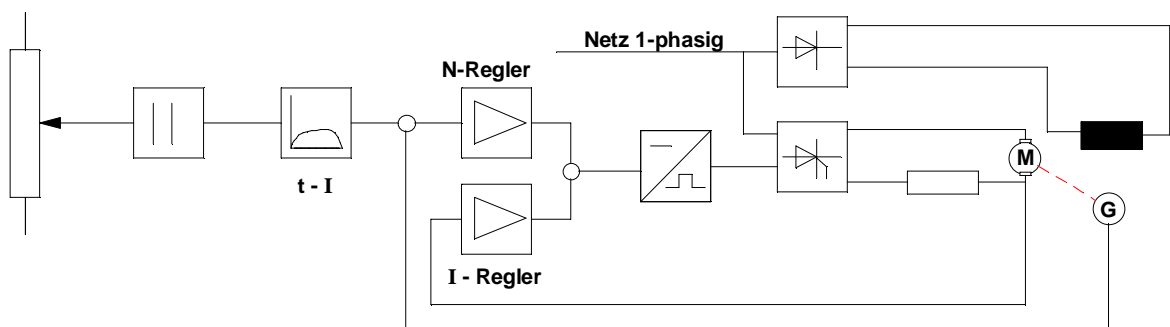 Netz 1-phasig
N-Regler
t - I
M
G
I - Regler